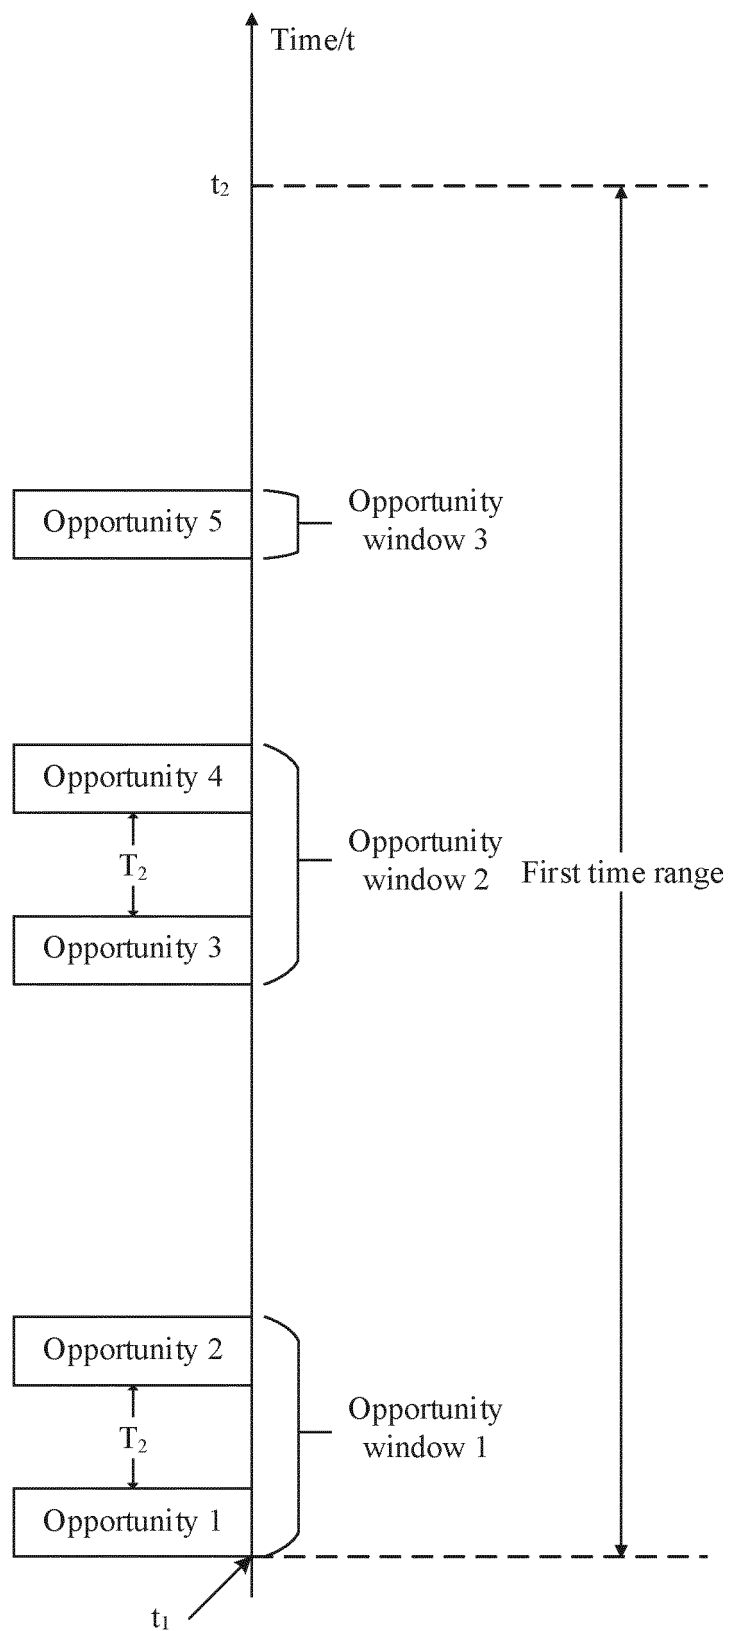 Time/t
t₂
Opportunity 5
Opportunity
window 3
Opportunity 4
T₂
Opportunity 3
Opportunity
window 2
First time range
Opportunity 2
T₂
Opportunity 1
Opportunity
window 1
t₁